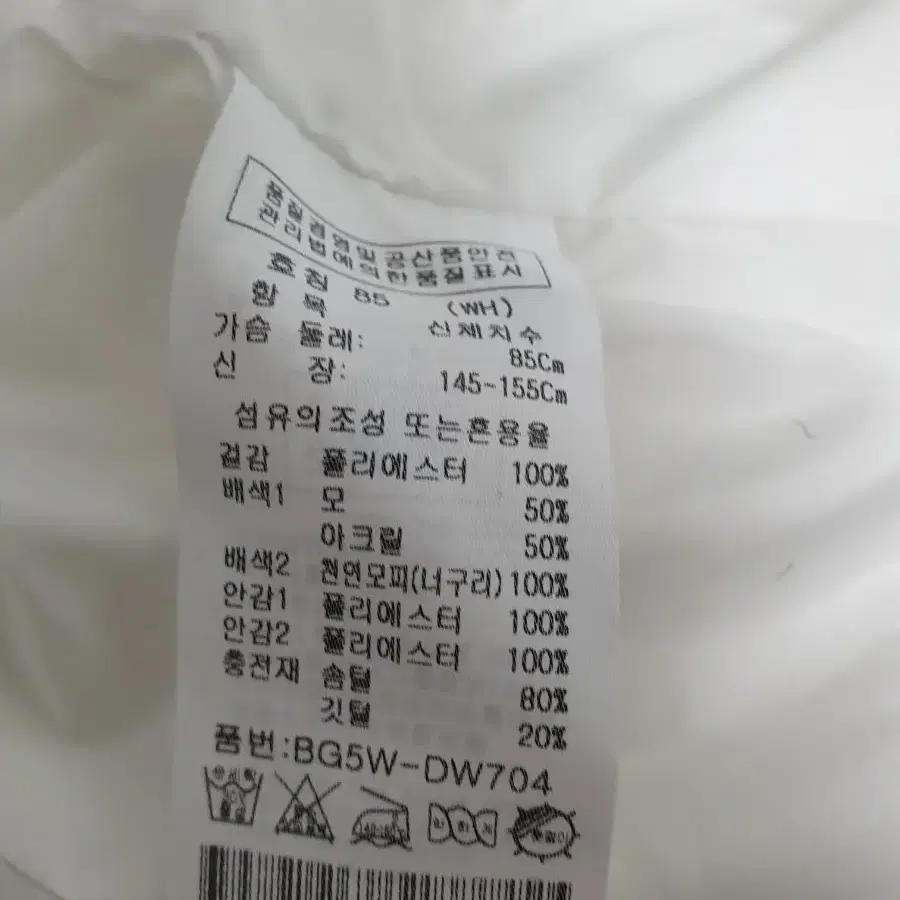 품질경영및 공산품안전
관리법에의한 품질표시
호칭 85 (WH)
항목 신체치수
가슴 둘레: 85Cm
신 장: 145-155Cm
섬유의조성 또는혼용율
겉감 폴리에스터 100%
배색1 모 50%
아크릴 50%
배색2 천연모피(너구리) 100%
안감1 폴리에스터 100%
안감2 폴리에스터 100%
충전재 솜털 80%
깃털 20%
품번:BG5W-DW704